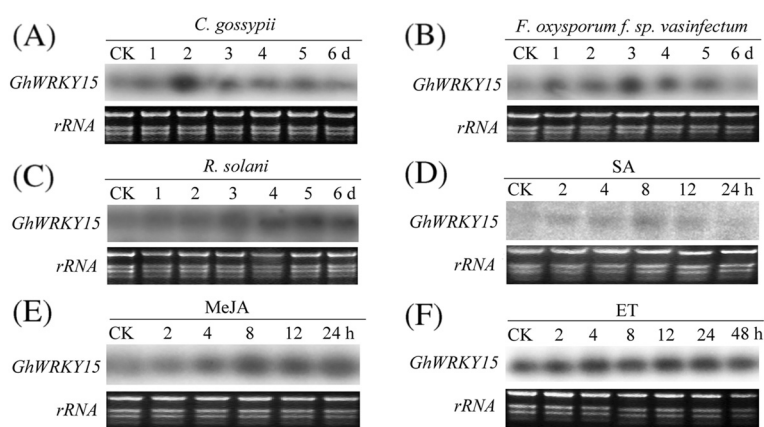 (A) C. gossypii
CK 1 2 3 4 5 6 d
GhWRKY15
rRNA
(B) F. oxysporum f. sp. vasinfectum
CK 1 2 3 4 5 6 d
GhWRKY15
rRNA
(C) R. solani
CK 1 2 3 4 5 6 d
GhWRKY15
rRNA
(D) SA
CK 2 4 8 12 24 h
GhWRKY15
rRNA
(E) MeJA
CK 2 4 8 12 24 h
GhWRKY15
rRNA
(F) ET
CK 2 4 8 12 24 48 h
GhWRKY15
rRNA